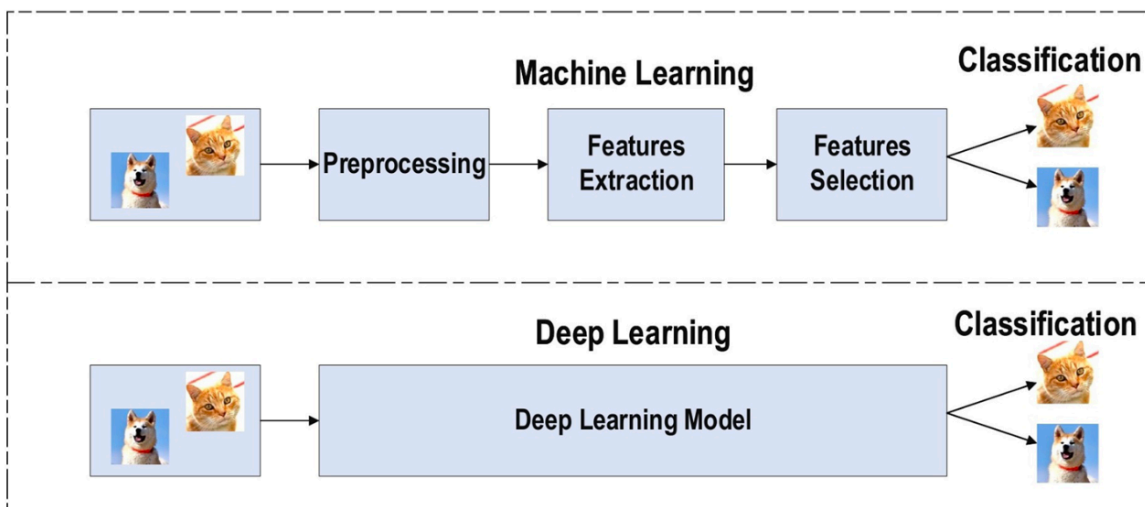 Machine Learning
Classification
Preprocessing
Features
Extraction
Features
Selection
Deep Learning
Classification
Deep Learning Model